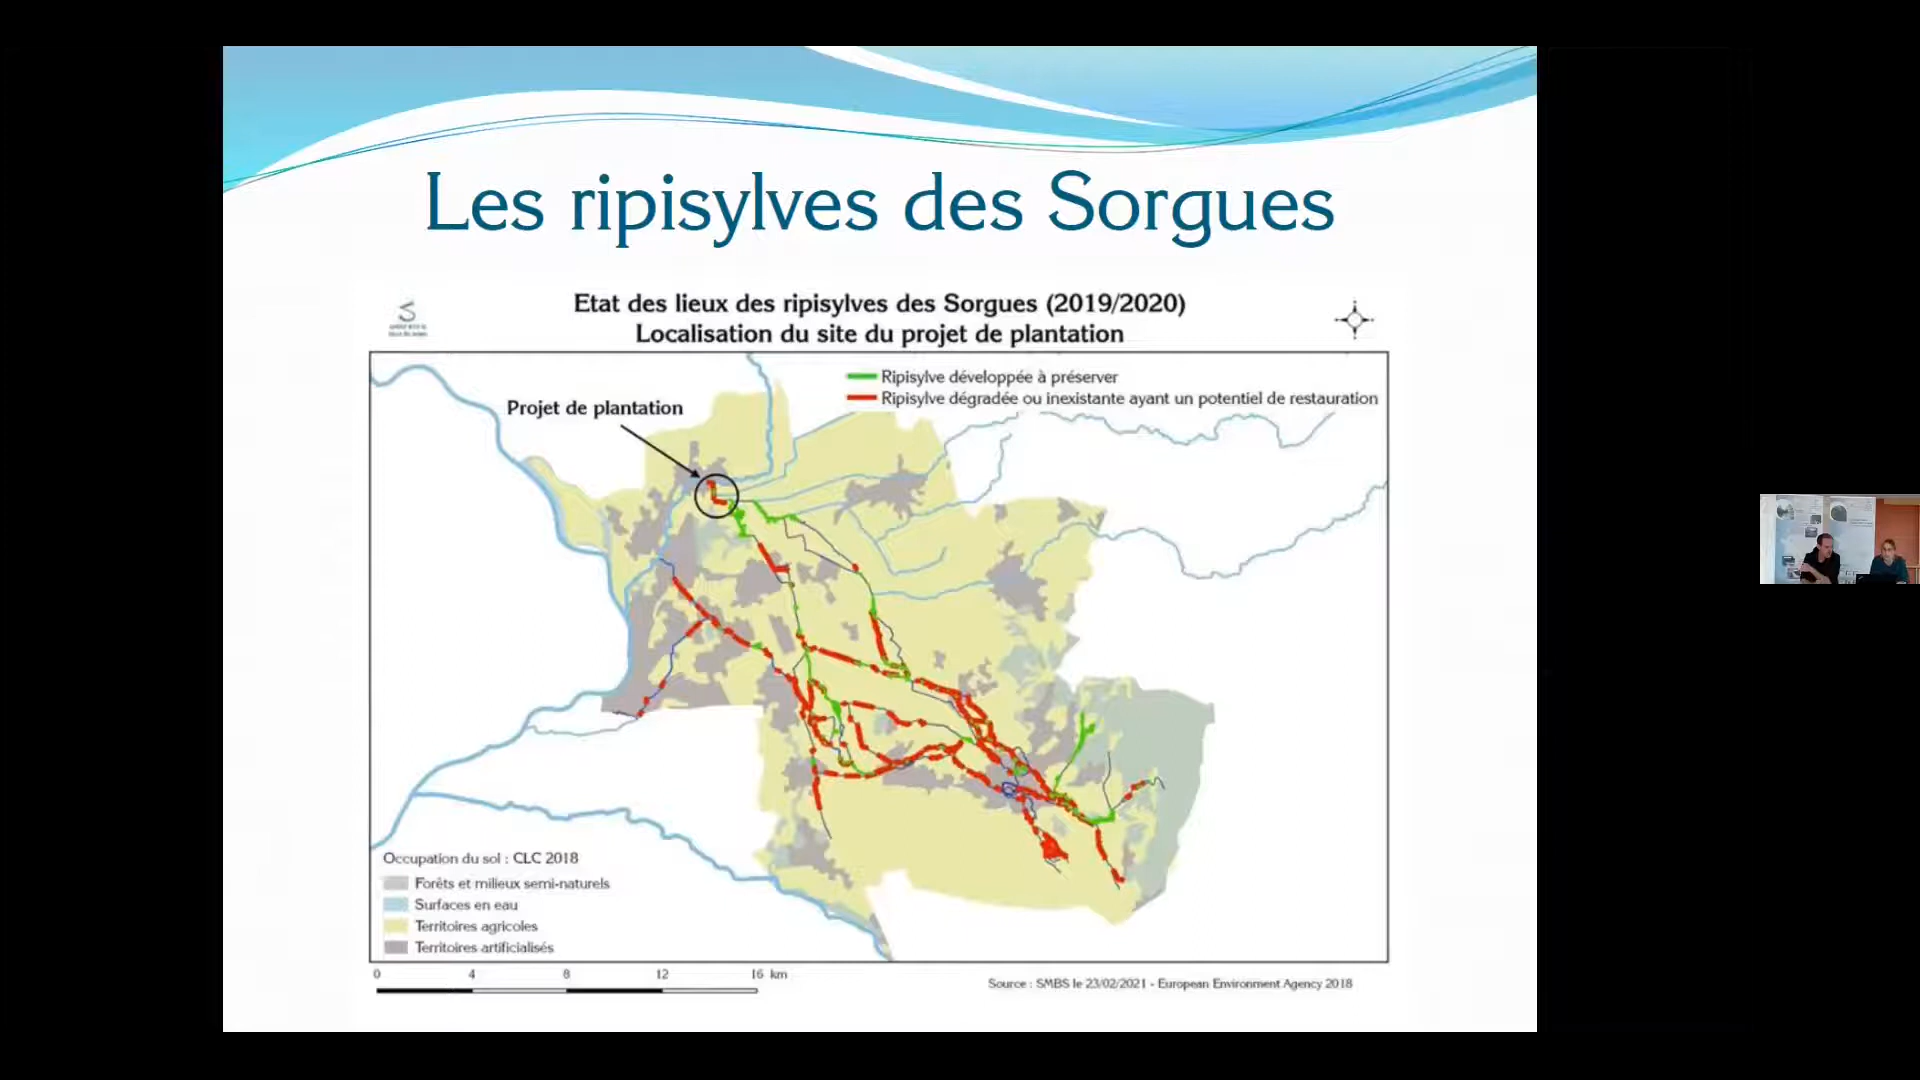 Les ripisylves des Sorgues
Etat des lieux des ripisylves des Sorgues (2019/2020)
Localisation du site du projet de plantation
Ripisylve développée à préserver
Ripisylve dégradée ou inexistante ayant un potentiel de restauration
Projet de plantation
Occupation du sol : CLC 2018
Forêts et milieux semi-naturels
Surfaces en eau
Territoires agricoles
Territoires artificialisés
0 4 8 12 16 km
Source : SMBS le 23/02/2021 - European Environment Agency 2018